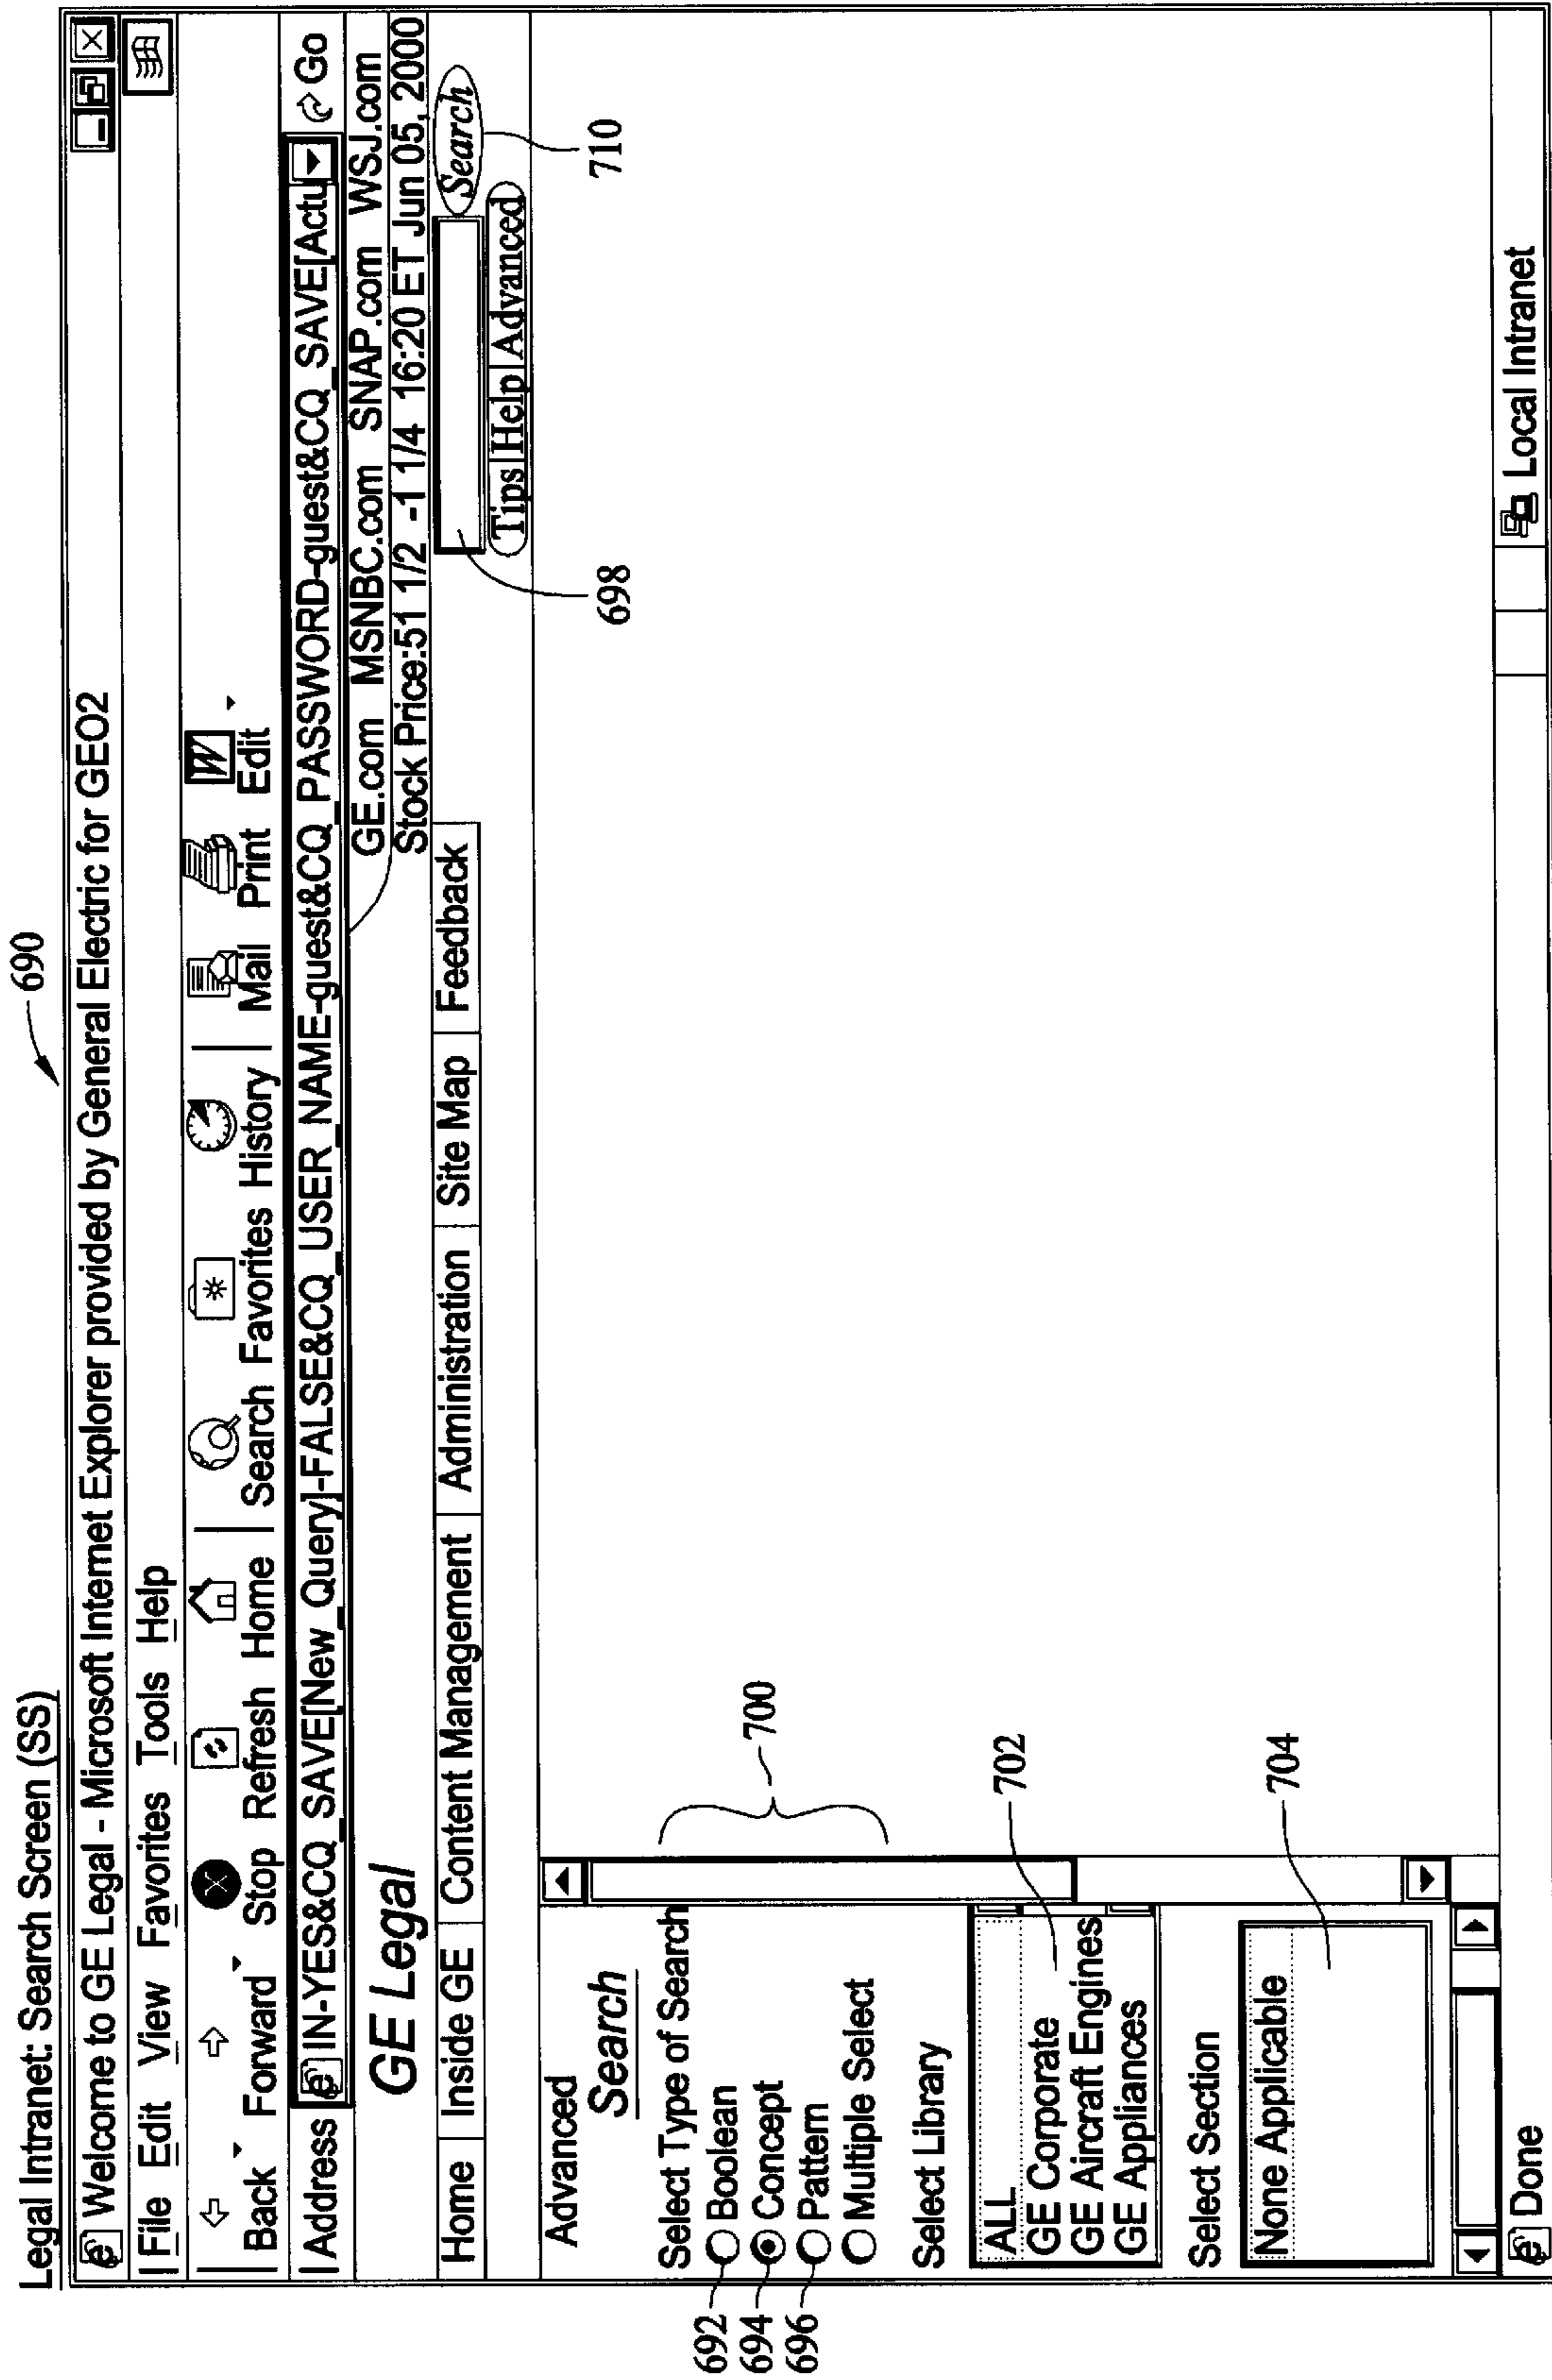 Legal Intranet: Search Screen (SS)
690
Welcome to GE Legal - Microsoft Internet Explorer provided by General Electric for GEO2
File Edit View Favorites Tools Help
Back Forward Stop Refresh Home Search Favorites History Mail Print Edit
Address IN-YES&CQ_SAVE[New_Query]-FALSE&CQ_USER_NAME-guest&CQ_PASSWORD-guest&CQ_SAVE[Actu Go
GE Legal
GE.com MSNBC.com SNAP.com WSJ.com
Stock Price:51 1/2 -1 1/4 16:20 ET Jun 05, 2000
Home Inside GE Content Management Administration Site Map Feedback
Search
Tips Help Advanced
698
710
Advanced
Search
Select Type of Search
692 Boolean
694 Concept
696 Pattern
Multiple Select
700
Select Library
ALL
GE Corporate
GE Aircraft Engines
GE Appliances
702
Select Section
None Applicable
704
Done
Local Intranet